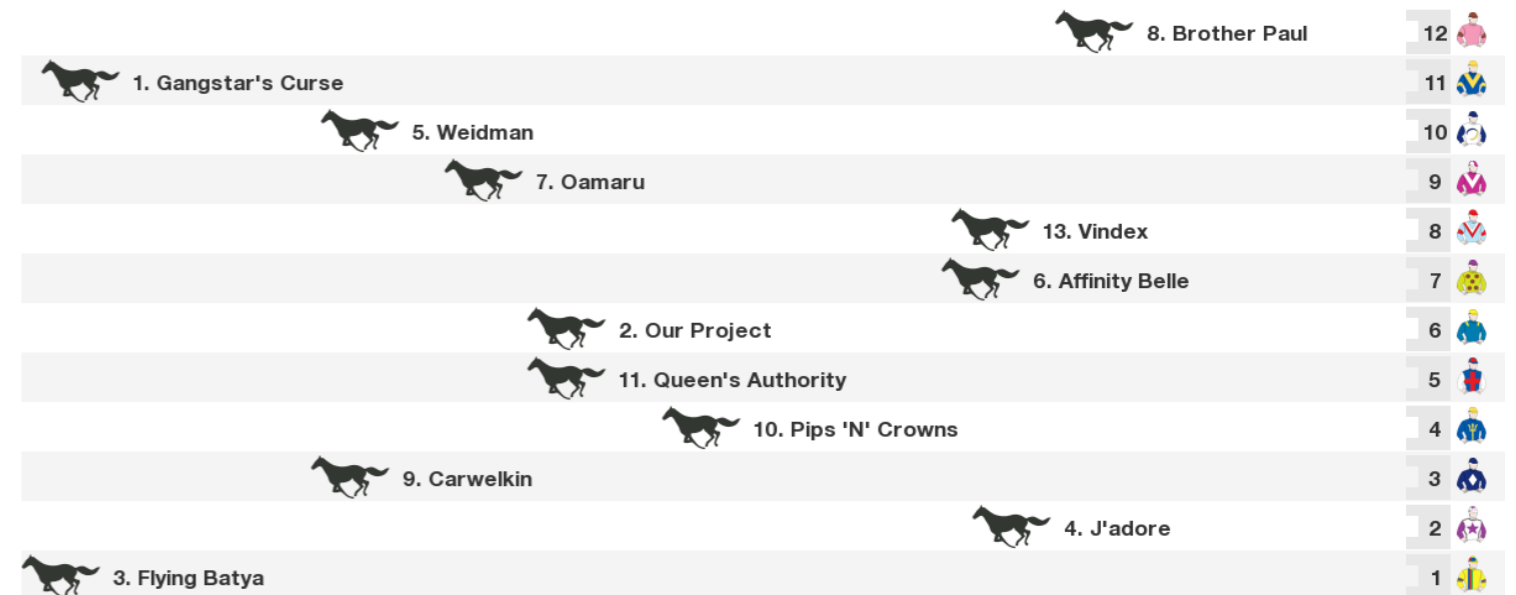 8. Brother Paul 12
1. Gangstar's Curse 11
5. Weidman 10
7. Oamaru 9
13. Vindex 8
6. Affinity Belle 7
2. Our Project 6
11. Queen's Authority 5
10. Pips 'N' Crowns 4
9. Carwelkin 3
4. J'adore 2
3. Flying Batya 1